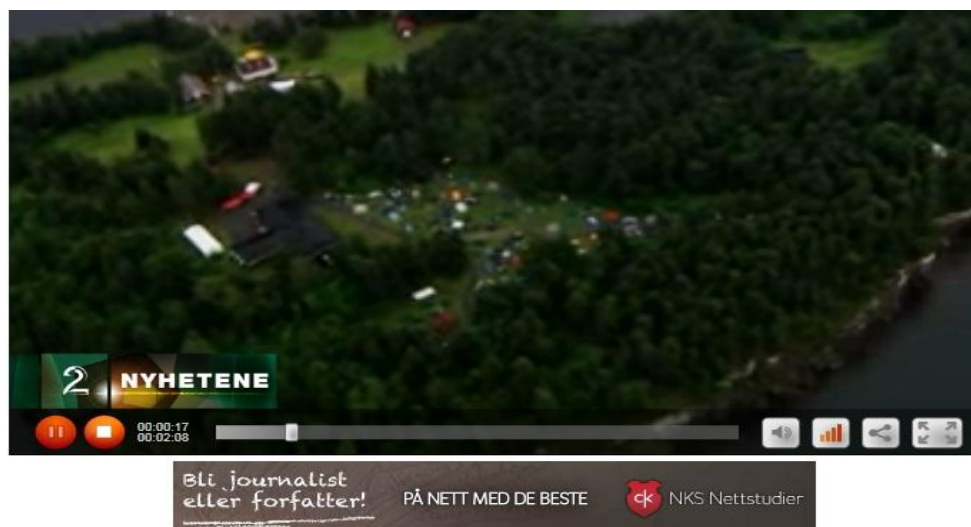 2 NYHETENE
00:00:17
00:02:08
Bli journalist
eller forfatter!
PÅ NETT MED DE BESTE
ck NKS Nettstudier